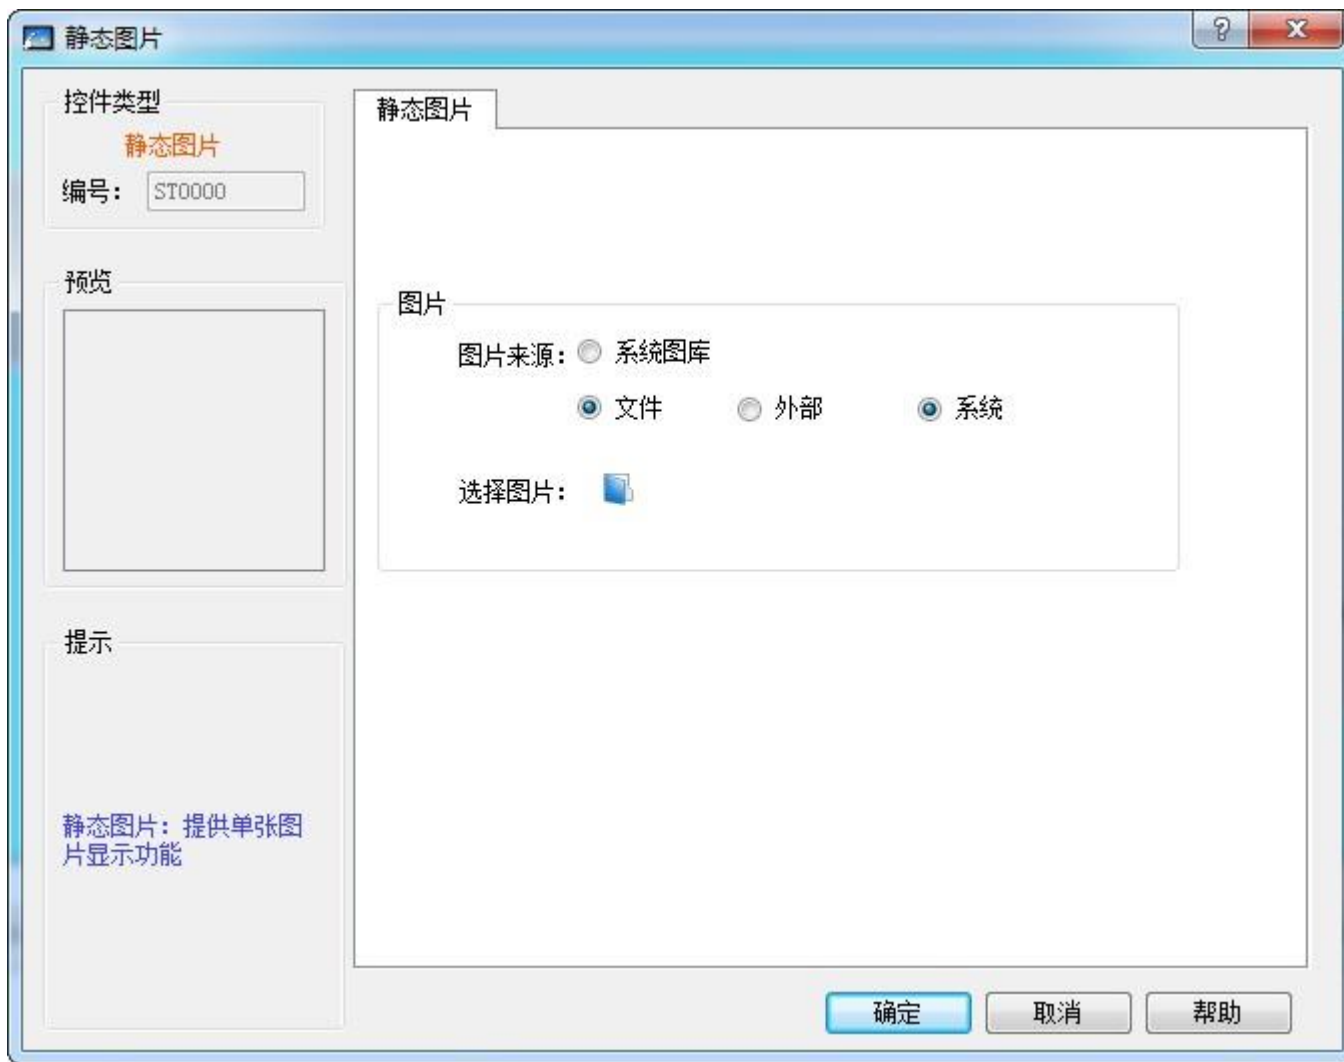 静态图片
?
X
控件类型
静态图片
编号: ST0000
预览
提示
静态图片: 提供单张图
片显示功能
静态图片
图片
图片来源: 系统图库
文件 外部 系统
选择图片:
确定 取消 帮助